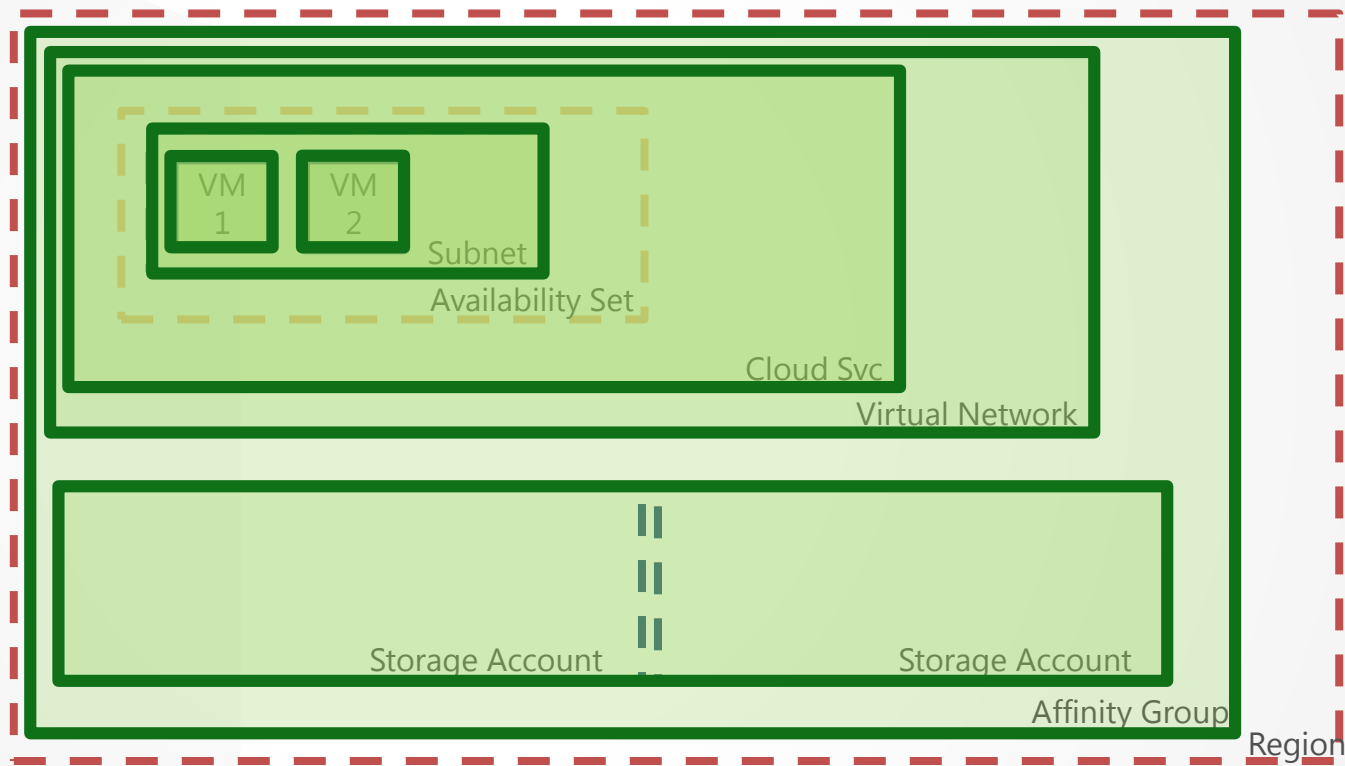 VM
1
VM
2
Subnet
Availability Set
Cloud Svc
Virtual Network
Storage Account
Storage Account
Affinity Group
Region